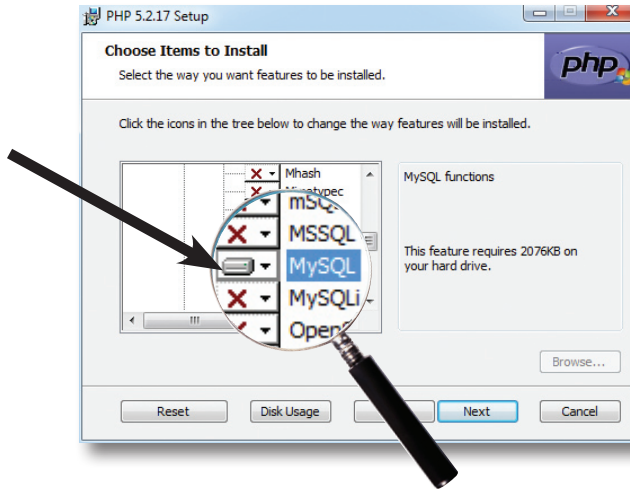 PHP 5.2.17 Setup
Choose Items to Install
Select the way you want features to be installed.
php
Click the icons in the tree below to change the way features will be installed.
Mhash
MSSQL
MySQL
MySQLi
MySQL functions
This feature requires 2076KB on
your hard drive.
Browse...
Reset
Disk Usage
Next
Cancel